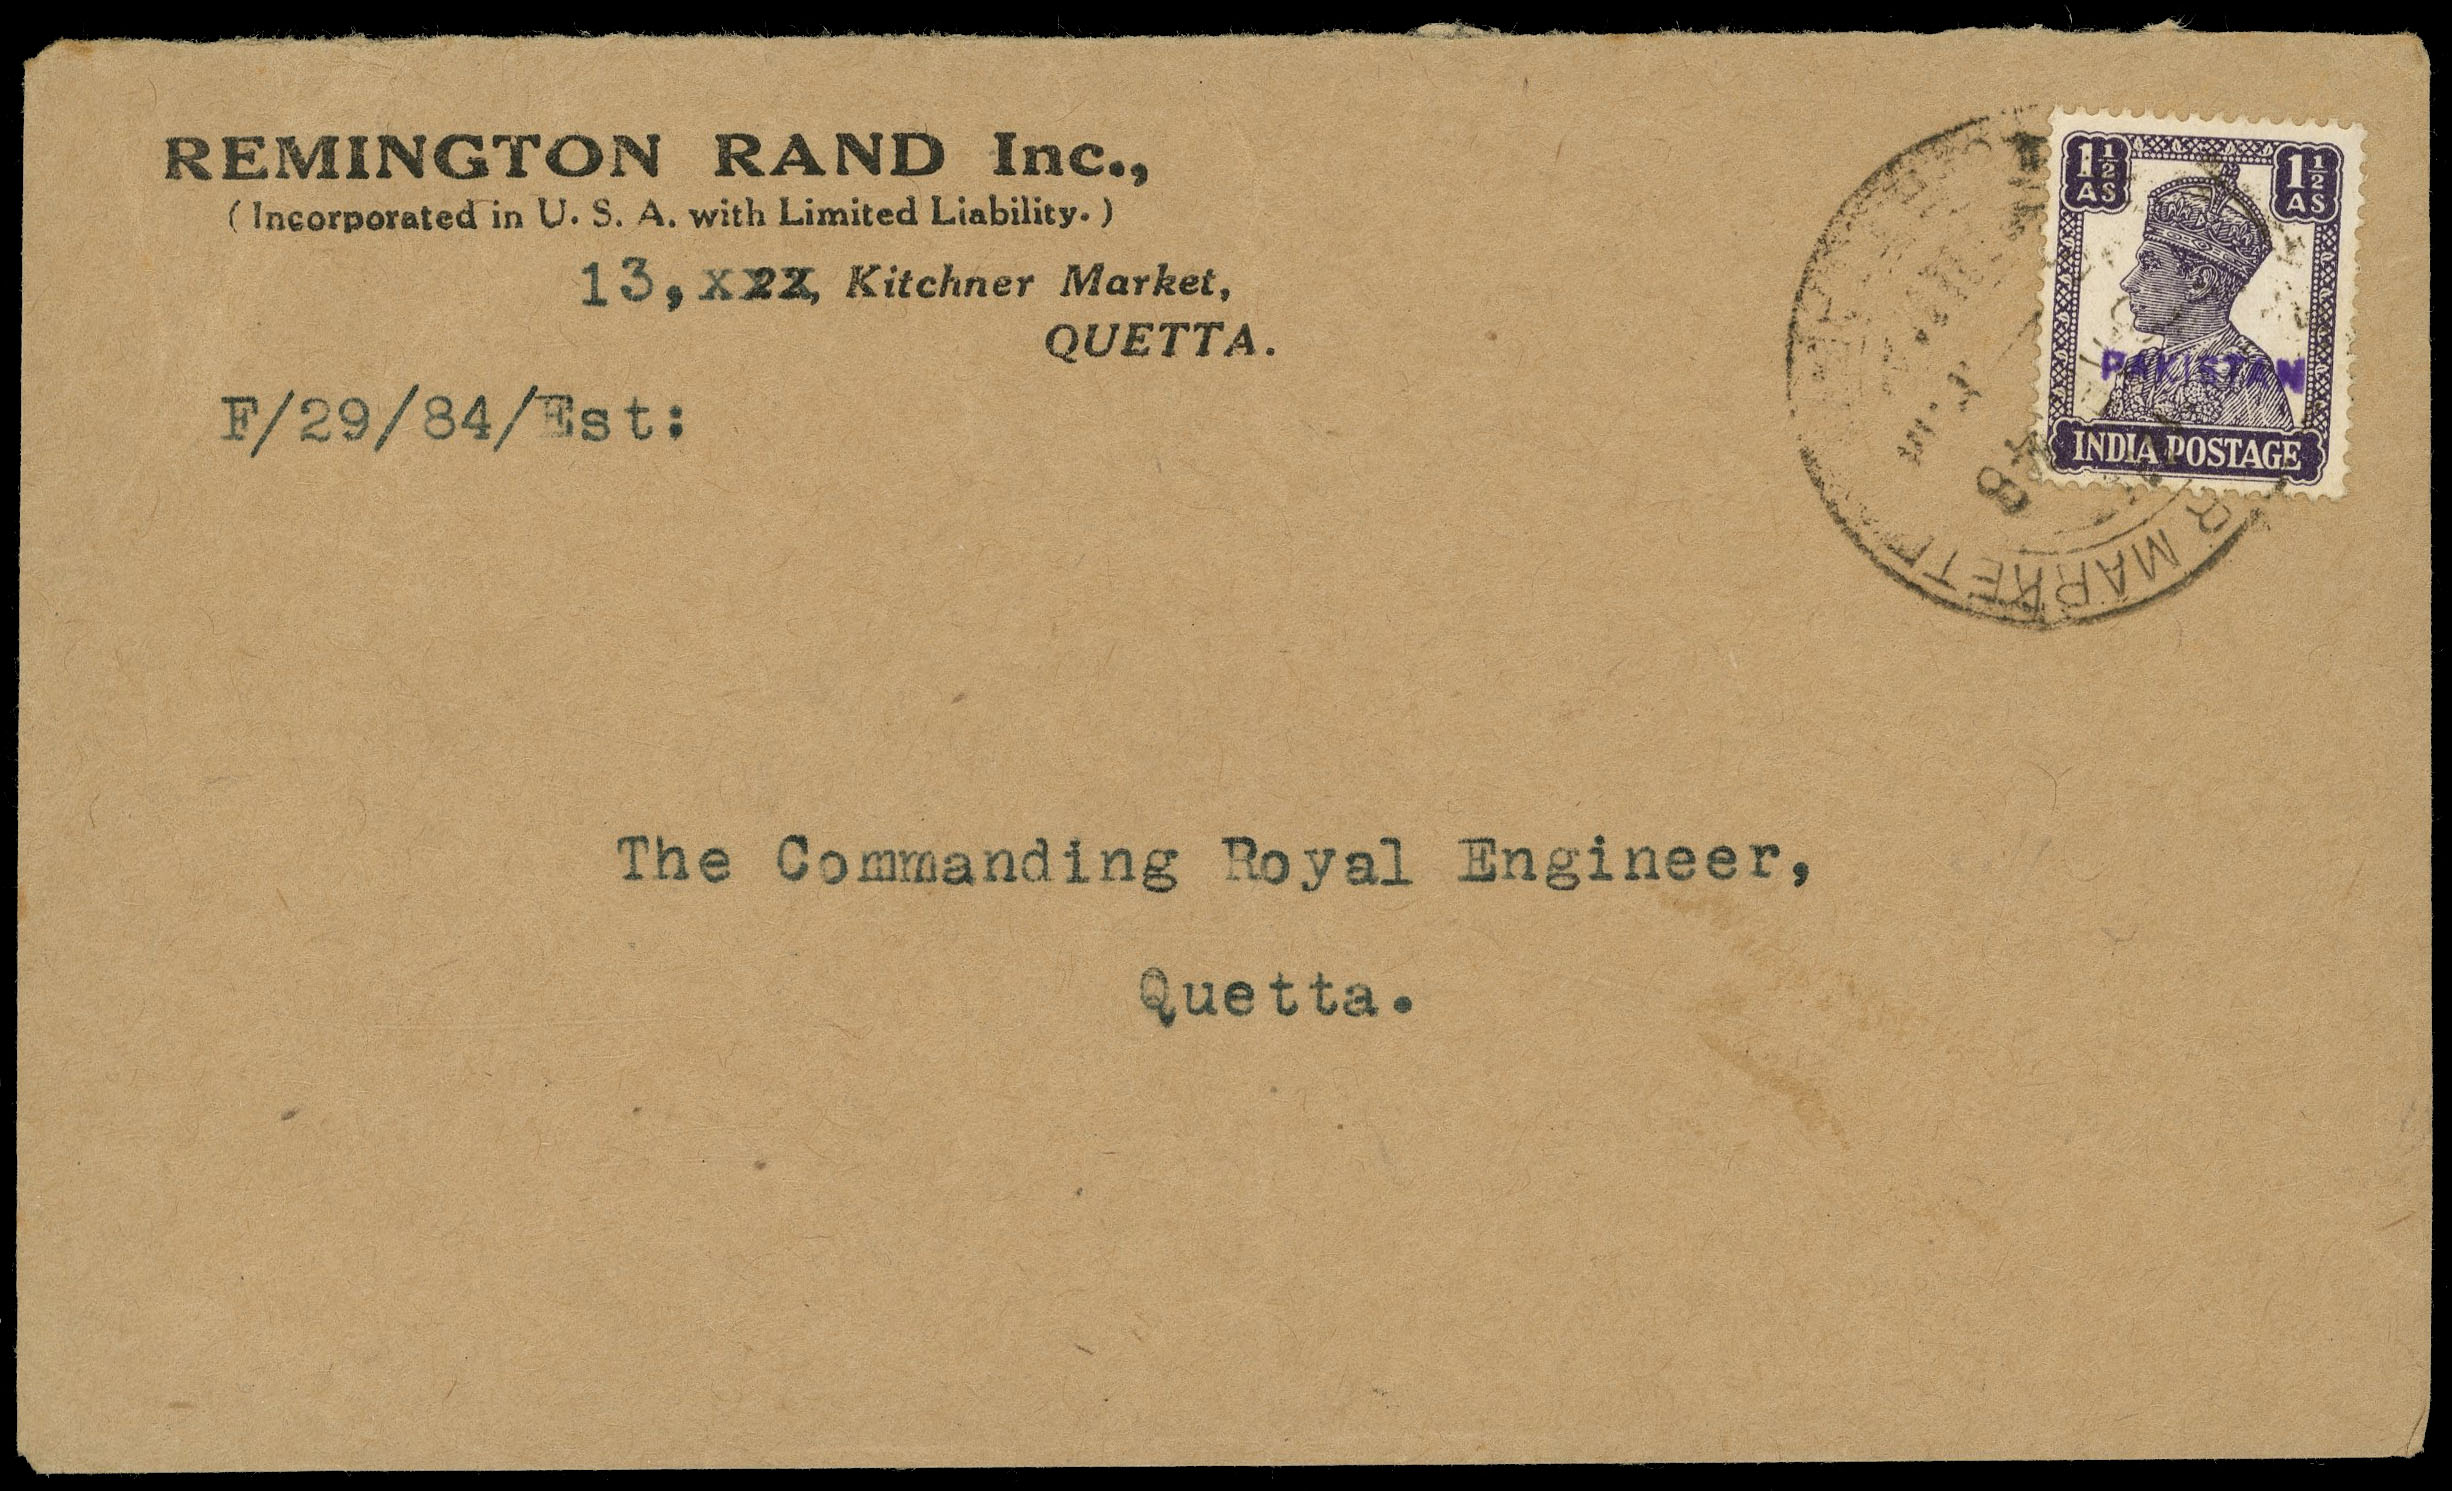 REMINGTON RAND Inc.,
( Incorporated in U. S. A. with Limited Liability. )
13, x22, Kitchner Market,
QUETTA.
F/29/84/Est:
1½ AS 1½ AS
PAKISTAN
INDIA POSTAGE
R MARKET
The Commanding Royal Engineer,
Quetta.